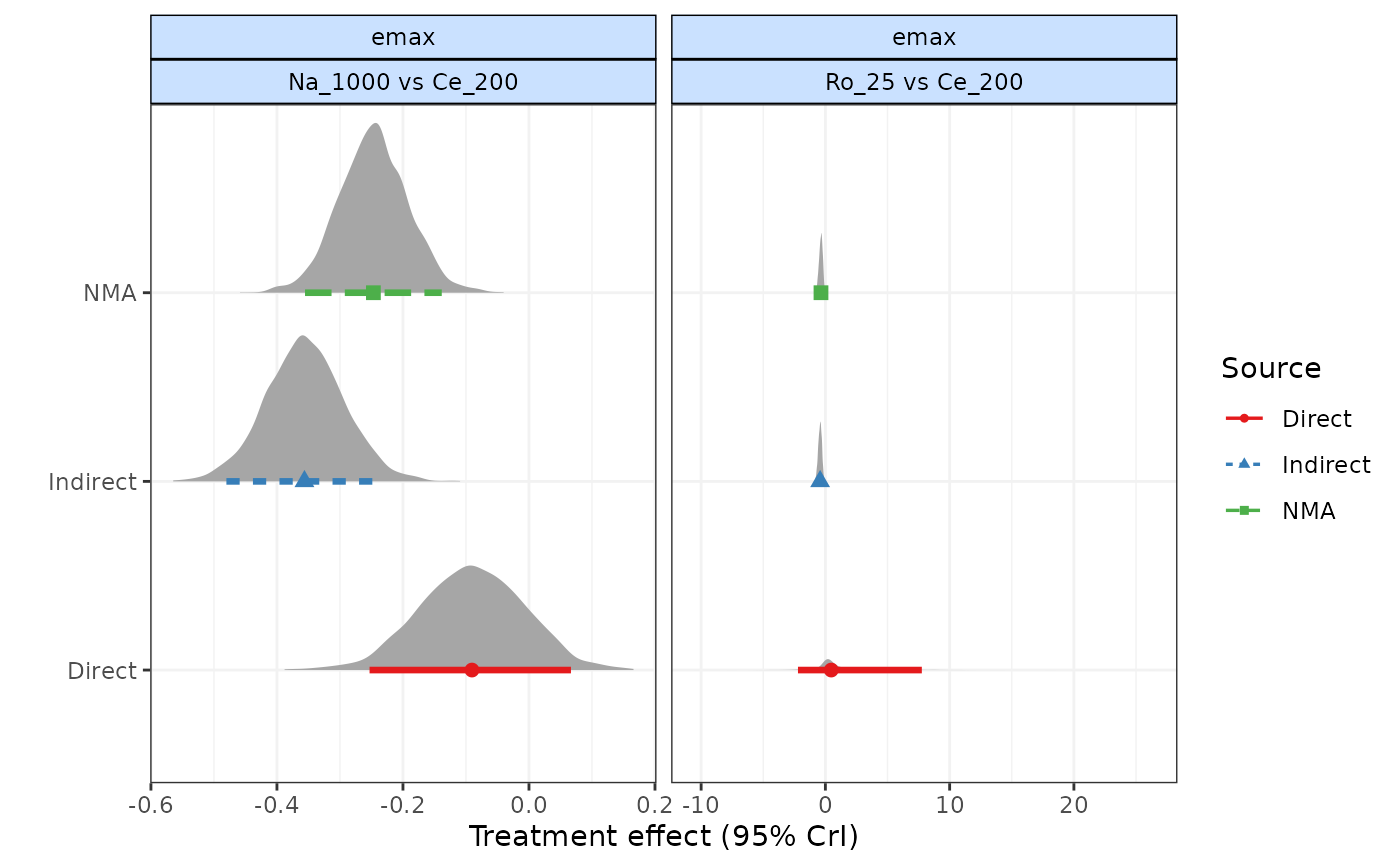 emax
emax
Na_1000 vs Ce_200
Ro_25 vs Ce_200
NMA
Indirect
Direct
-0.6 -0.4 -0.2 0.0 0.2
-10 0 10 20
Treatment effect (95% CrI)
Source
Direct
Indirect
NMA